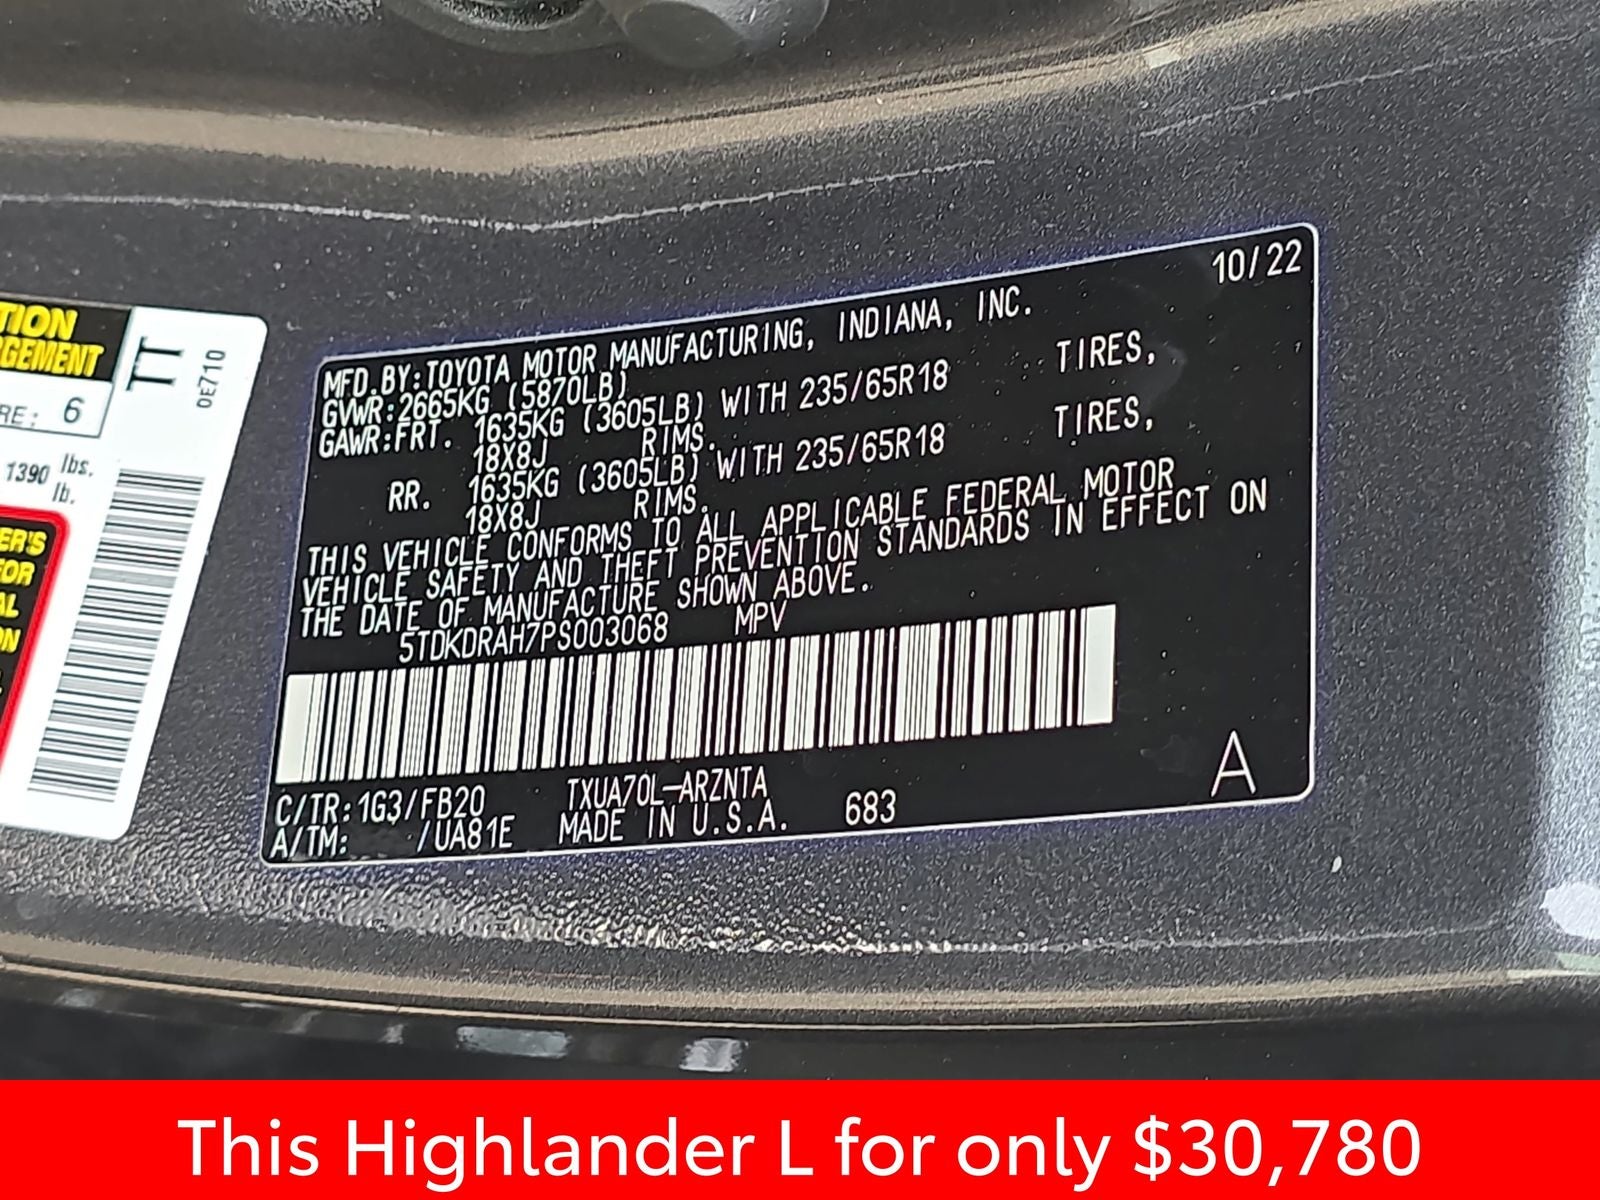 TION
GEMENT
RE: 6
1390 lbs.
lb.
ER'S
FOR
AL
ON
TT
0E710
10/22
MFD.BY:TOYOTA MOTOR MANUFACTURING, INDIANA, INC.
GVWR:2665KG (5870LB)
GAWR:FRT. 1635KG (3605LB) WITH 235/65R18 TIRES,
18X8J RIMS.
RR. 1635KG (3605LB) WITH 235/65R18 TIRES,
18X8J RIMS.
THIS VEHICLE CONFORMS TO ALL APPLICABLE FEDERAL MOTOR
VEHICLE SAFETY AND THEFT PREVENTION STANDARDS IN EFFECT ON
THE DATE OF MANUFACTURE SHOWN ABOVE.
5TDKDRAH7PS003068 MPV
C/TR:1G3/FB20 TXUA70L-ARZNTA
A/TM: /UA81E MADE IN U.S.A. 683
A
This Highlander L for only $30,780